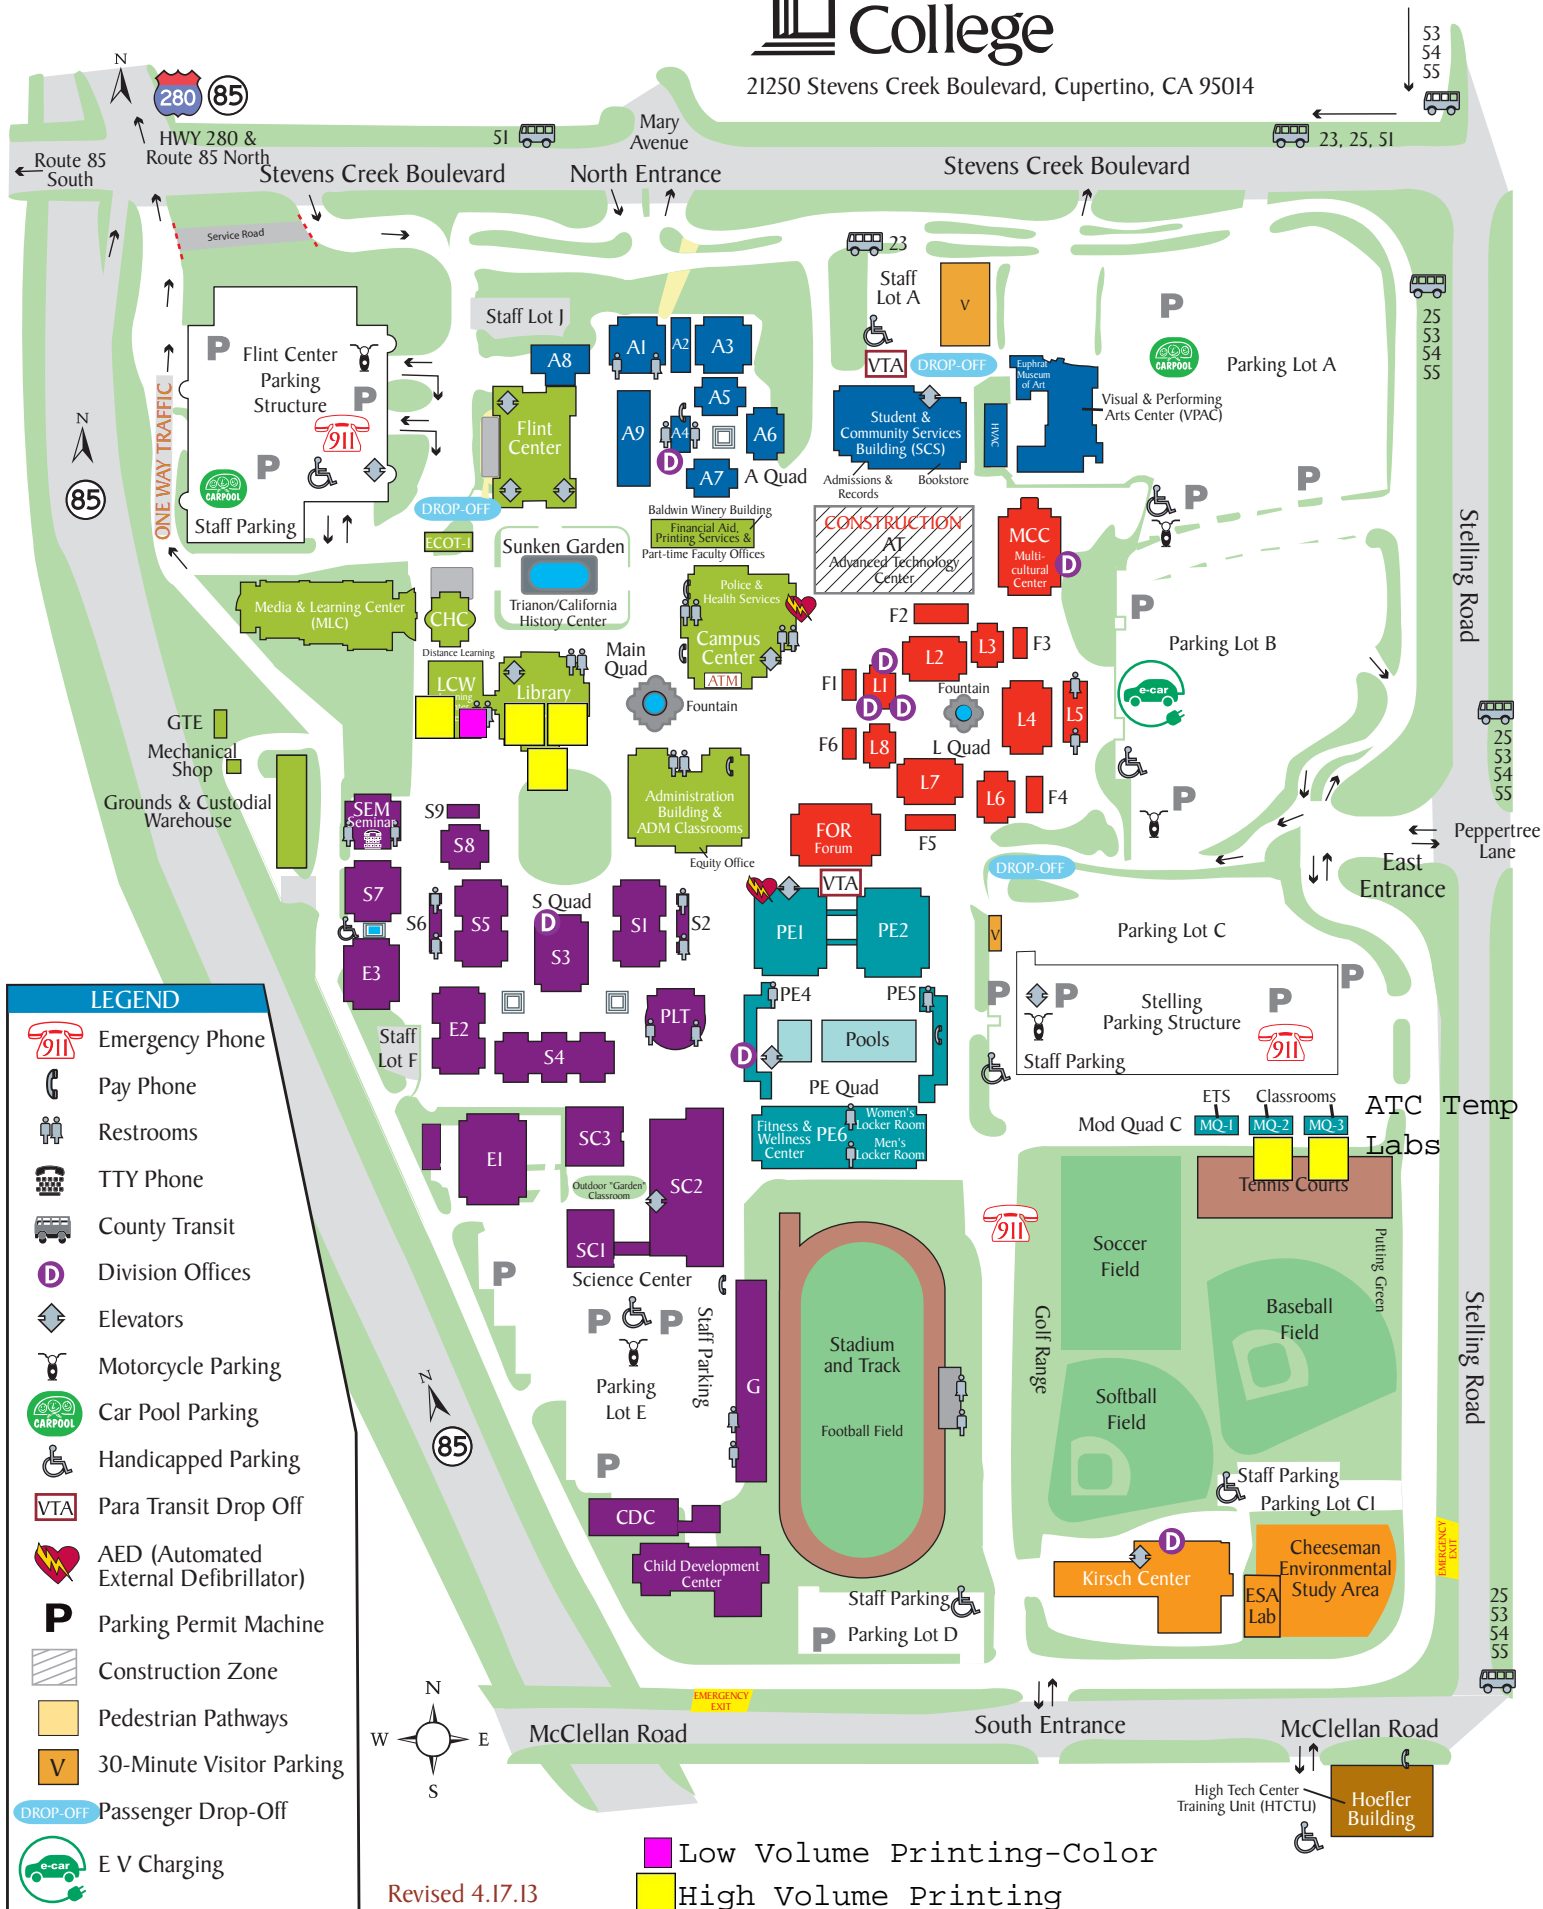 College
21250 Stevens Creek Boulevard, Cupertino, CA 95014
53
54
55
N
280
85
HWY 280 &
Route 85 North
Route 85
South
51
Mary
Avenue
23, 25, 51
Stevens Creek Boulevard
North Entrance
Stevens Creek Boulevard
Service Road
23
Staff
Lot A
V
P
25
53
54
55
Staff Lot J
A1
A2
A3
A8
P
Flint Center
Parking
Structure
P
911
P
CARPOOL
Staff Parking
ONE WAY TRAFFIC
N
85
VTA
DROP-OFF
Euphrat
Museum
of Art
CARPOOL
Parking Lot A
Visual & Performing
Arts Center (VPAC)
A5
A9
A4
A6
D
A7
A Quad
Flint
Center
Student &
Community Services
Building (SCS)
HVAC
Admissions &
Records
Bookstore
P
P
DROP-OFF
ECOT-1
Sunken Garden
Trianon/California
History Center
Baldwin Winery Building
Financial Aid,
Printing Services &
Part-time Faculty Offices
CONSTRUCTION
AT
Advanced Technology
Center
MCC
Multi-
cultural
Center
D
Stelling Road
Media & Learning Center
(MLC)
CHC
Distance Learning
Police &
Health Services
Campus
Center
ATM
F2
P
Parking Lot B
L2
L3
F3
D
F1
L1
D
D
Fountain
L4
L5
e-car
LCW
Library
Main
Quad
Fountain
GTE
Mechanical
Shop
Grounds & Custodial
Warehouse
F6
L8
L Quad
L7
L6
F4
P
25
53
54
55
SEM
Seminar
S9
S8
Administration
Building &
ADM Classrooms
Equity Office
FOR
Forum
F5
Peppertree
Lane
East
Entrance
DROP-OFF
S7
S6
S5
S Quad
D
S3
S1
S2
VTA
PE1
PE2
V
Parking Lot C
E3
PE4
PE5
P
P
Stelling
Parking Structure
P
P
911
Staff Parking
Staff
Lot F
E2
S4
PLT
D
Pools
PE Quad
ETS
Classrooms
ATC Temp
Labs
Mod Quad C
MQ-1
MQ-2
MQ-3
Tennis Courts
E1
SC3
Outdoor "Garden"
Classroom
SC2
SC1
Science Center
Fitness &
Wellness
Center
PE6
Women's
Locker Room
Men's
Locker Room
911
Soccer
Field
Putting Green
Baseball
Field
Golf Range
Softball
Field
Stelling Road
P
P
P
Staff Parking
Parking
Lot E
P
G
Stadium
and Track
Football Field
N
85
Staff Parking
Parking Lot C1
CDC
Child Development
Center
D
Kirsch Center
ESA
Lab
Cheeseman
Environmental
Study Area
EMERGENCY
EXIT
Staff Parking
P
Parking Lot D
25
53
54
55
EMERGENCY
EXIT
McClellan Road
South Entrance
McClellan Road
High Tech Center
Training Unit (HTCTU)
Hoefler
Building
N
W
E
S
LEGEND
911
Emergency Phone
Pay Phone
Restrooms
TTY Phone
County Transit
D
Division Offices
Elevators
Motorcycle Parking
CARPOOL
Car Pool Parking
Handicapped Parking
VTA
Para Transit Drop Off
AED (Automated
External Defibrillator)
P
Parking Permit Machine
Construction Zone
Pedestrian Pathways
V
30-Minute Visitor Parking
DROP-OFF
Passenger Drop-Off
e-car
E V Charging
Revised 4.17.13
Low Volume Printing-Color
High Volume Printing